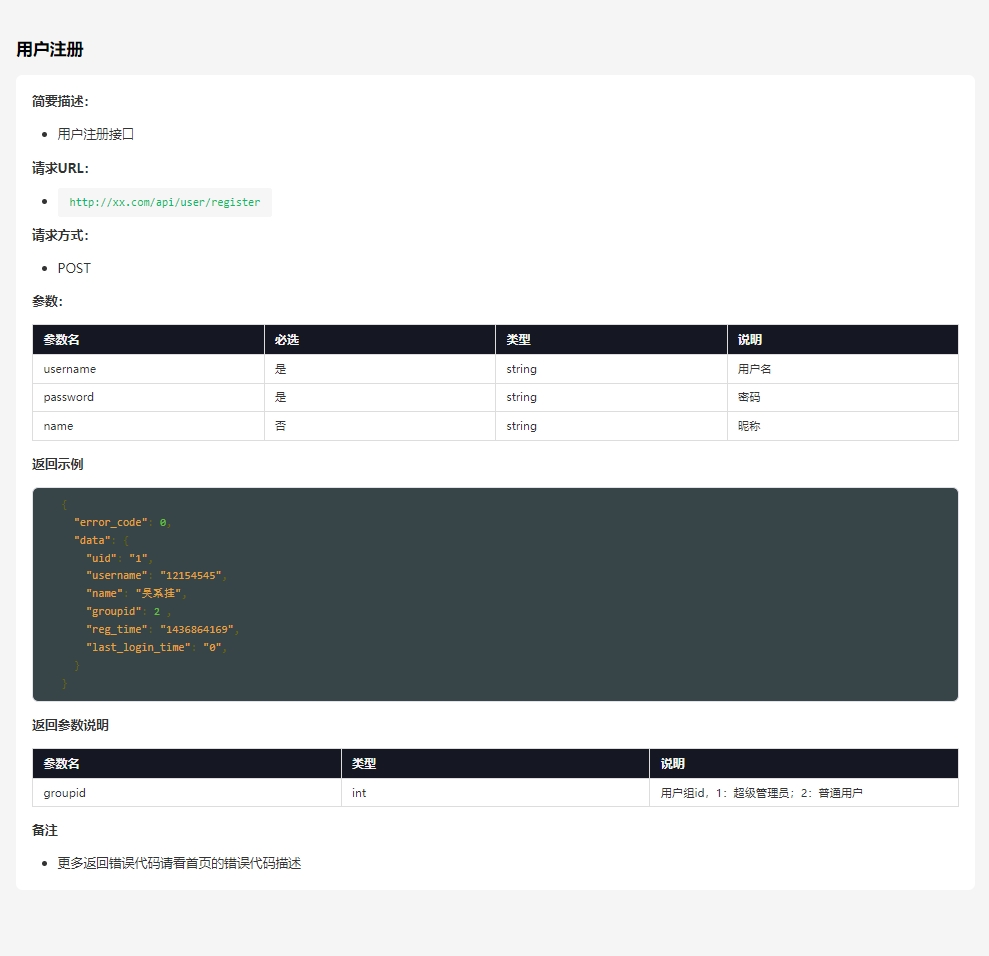 用户注册
简要描述：
用户注册接口
请求URL：
http://xx.com/api/user/register
请求方式：
POST
参数：
参数名 必选 类型 说明
username 是 string 用户名
password 是 string 密码
name 否 string 昵称
返回示例
{
"error_code": 0,
"data": {
"uid": "1",
"username": "12154545",
"name": "吴系挂",
"groupid": 2 ,
"reg_time": "1436864169",
"last_login_time": "0",
}
}
返回参数说明
参数名 类型 说明
groupid int 用户组id，1：超级管理员；2：普通用户
备注
更多返回错误代码请看首页的错误代码描述